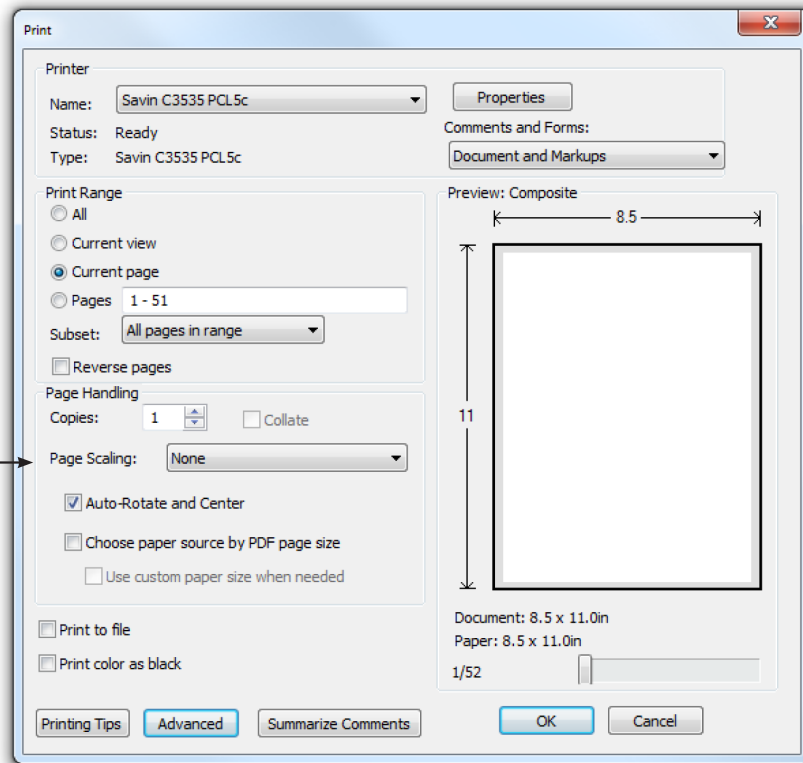 Print
Printer
Name: Savin C3535 PCL5c Properties
Status: Ready Comments and Forms:
Type: Savin C3535 PCL5c Document and Markups
Print Range
All
Current view
Current page
Pages 1 - 51
Subset: All pages in range
Reverse pages
Page Handling
Copies: 1 Collate
Page Scaling: None
Auto-Rotate and Center
Choose paper source by PDF page size
Use custom paper size when needed
Print to file
Print color as black
Preview: Composite
8.5
11
Document: 8.5 x 11.0in
Paper: 8.5 x 11.0in
1/52
Printing Tips Advanced Summarize Comments OK Cancel